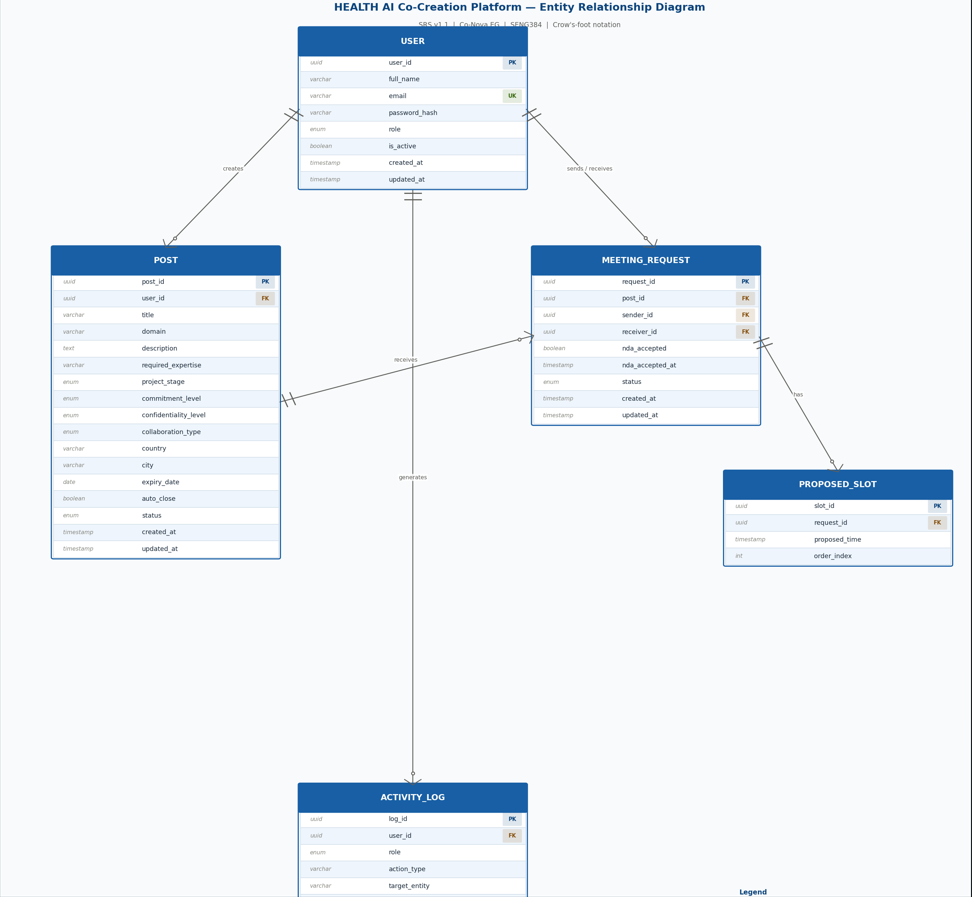 HEALTH AI Co-Creation Platform — Entity Relationship Diagram
SRS v1.1 | Co-Nova EG | SENG384 | Crow's-foot notation
USER
uuid user_id PK
varchar full_name
varchar email UK
varchar password_hash
enum role
boolean is_active
timestamp created_at
timestamp updated_at
creates
sends / receives
POST
uuid post_id PK
uuid user_id FK
varchar title
varchar domain
text description
varchar required_expertise
enum project_stage
enum commitment_level
enum confidentiality_level
enum collaboration_type
varchar country
varchar city
date expiry_date
boolean auto_close
enum status
timestamp created_at
timestamp updated_at
MEETING_REQUEST
uuid request_id PK
uuid post_id FK
uuid sender_id FK
uuid receiver_id FK
boolean nda_accepted
timestamp nda_accepted_at
enum status
timestamp created_at
timestamp updated_at
receives
has
generates
PROPOSED_SLOT
uuid slot_id PK
uuid request_id FK
timestamp proposed_time
int order_index
ACTIVITY_LOG
uuid log_id PK
uuid user_id FK
enum role
varchar action_type
varchar target_entity
Legend